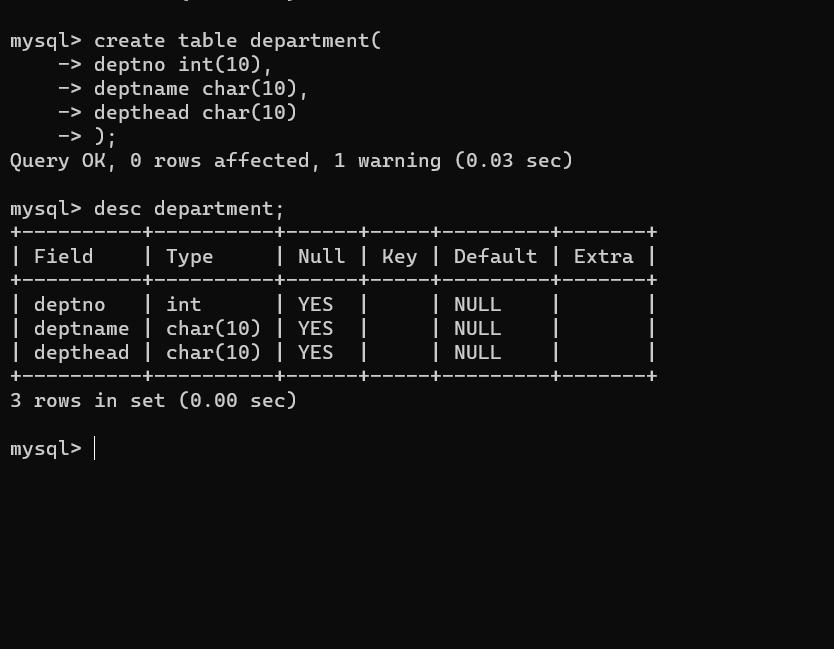 mysql> create table department(
    -> deptno int(10),
    -> deptname char(10),
    -> depthead char(10)
    -> );
Query OK, 0 rows affected, 1 warning (0.03 sec)

mysql> desc department;
+----------+----------+------+-----+---------+-------+
| Field    | Type     | Null | Key | Default | Extra |
+----------+----------+------+-----+---------+-------+
| deptno   | int      | YES  |     | NULL    |       |
| deptname | char(10) | YES  |     | NULL    |       |
| depthead | char(10) | YES  |     | NULL    |       |
+----------+----------+------+-----+---------+-------+
3 rows in set (0.00 sec)

mysql>